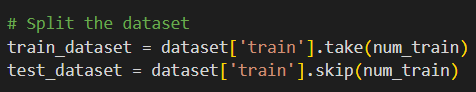 # Split the dataset
train_dataset = dataset['train'].take(num_train)
test_dataset = dataset['train'].skip(num_train)